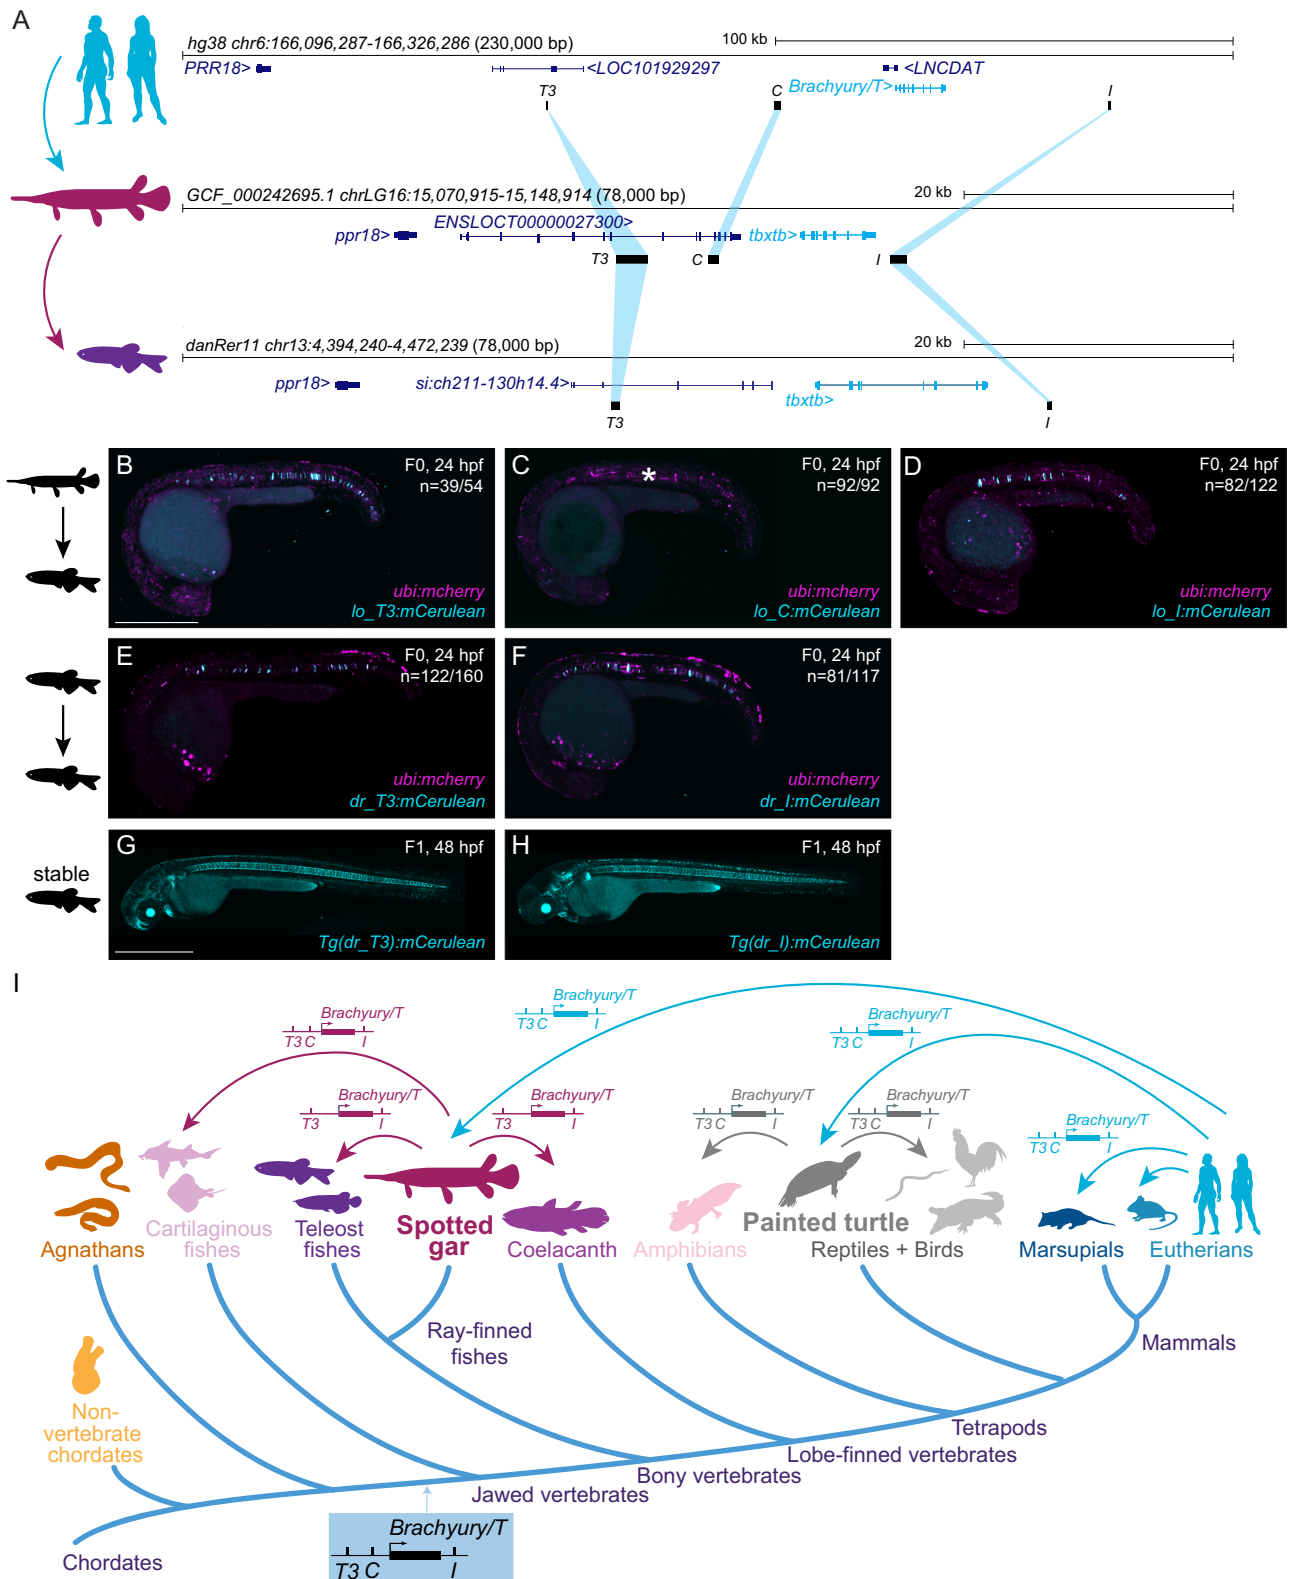 A
hg38 chr6:166,096,287-166,326,286 (230,000 bp)
100 kb
PRR18>
<LOC101929297
<LNCDAT
Brachyury/T>
T3
C
I
GCF_000242695.1 chrLG16:15,070,915-15,148,914 (78,000 bp)
20 kb
ENSLOCT00000027300>
ppr18>
tbxtb>
T3
C
I
danRer11 chr13:4,394,240-4,472,239 (78,000 bp)
20 kb
ppr18>
si:ch211-130h14.4>
tbxtb>
T3
I
B
F0, 24 hpf
n=39/54
ubi:mcherry
lo_T3:mCerulean
C
F0, 24 hpf
n=92/92
*
ubi:mcherry
lo_C:mCerulean
D
F0, 24 hpf
n=82/122
ubi:mcherry
lo_I:mCerulean
E
F0, 24 hpf
n=122/160
ubi:mcherry
dr_T3:mCerulean
F
F0, 24 hpf
n=81/117
ubi:mcherry
dr_I:mCerulean
stable
G
F1, 48 hpf
Tg(dr_T3):mCerulean
H
F1, 48 hpf
Tg(dr_I):mCerulean
I
Brachyury/T
T3 C I
Brachyury/T
T3 C I
Brachyury/T
T3 C I
Brachyury/T
T3 I
Brachyury/T
T3 I
Brachyury/T
T3 C I
Brachyury/T
T3 C I
Brachyury/T
T3 C I
Agnathans
Cartilaginous
fishes
Teleost
fishes
Spotted
gar
Coelacanth
Amphibians
Painted turtle
Reptiles + Birds
Marsupials
Eutherians
Ray-finned
fishes
Mammals
Non-
vertebrate
chordates
Tetrapods
Lobe-finned vertebrates
Bony vertebrates
Jawed vertebrates
Chordates
Brachyury/T
T3 C I